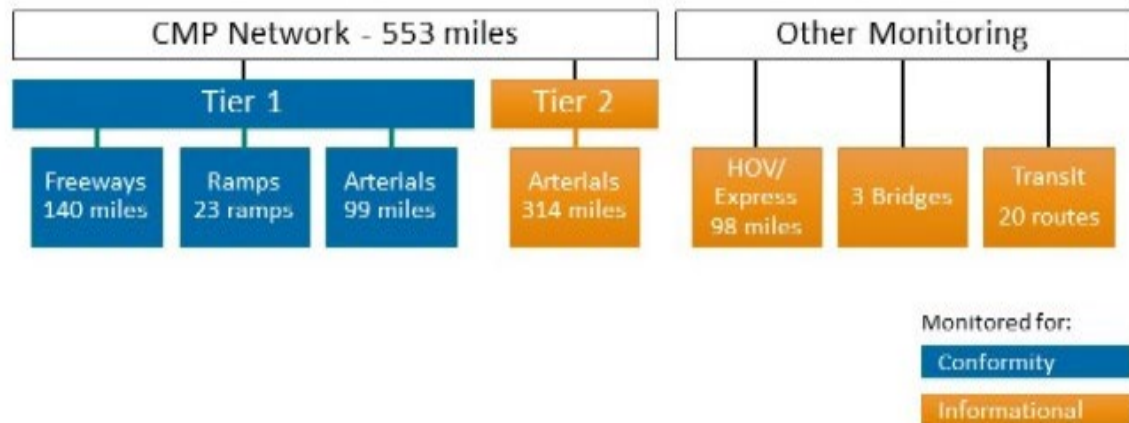 CMP Network - 553 miles
Other Monitoring
Tier 1
Tier 2
Freeways
140 miles
Ramps
23 ramps
Arterials
99 miles
Arterials
314 miles
HOV/
Express
98 miles
3 Bridges
Transit
20 routes
Monitored for:
Conformity
Informational